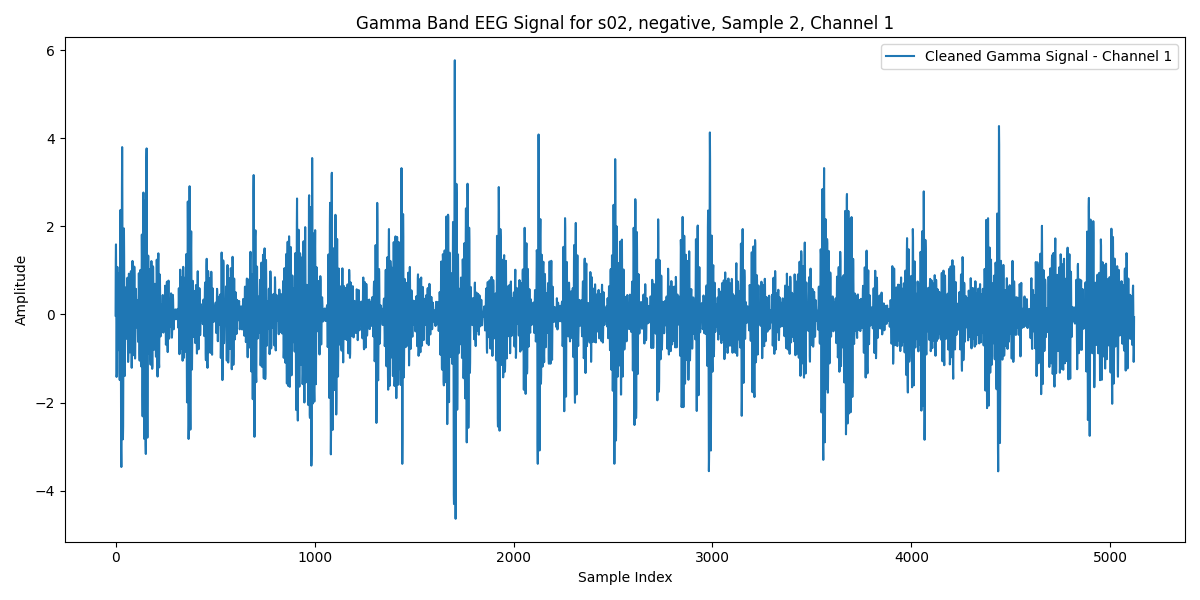 Gamma Band EEG Signal for s02, negative, Sample 2, Channel 1
Cleaned Gamma Signal - Channel 1
6
4
2
0
−2
−4
Amplitude
0 1000 2000 3000 4000 5000
Sample Index